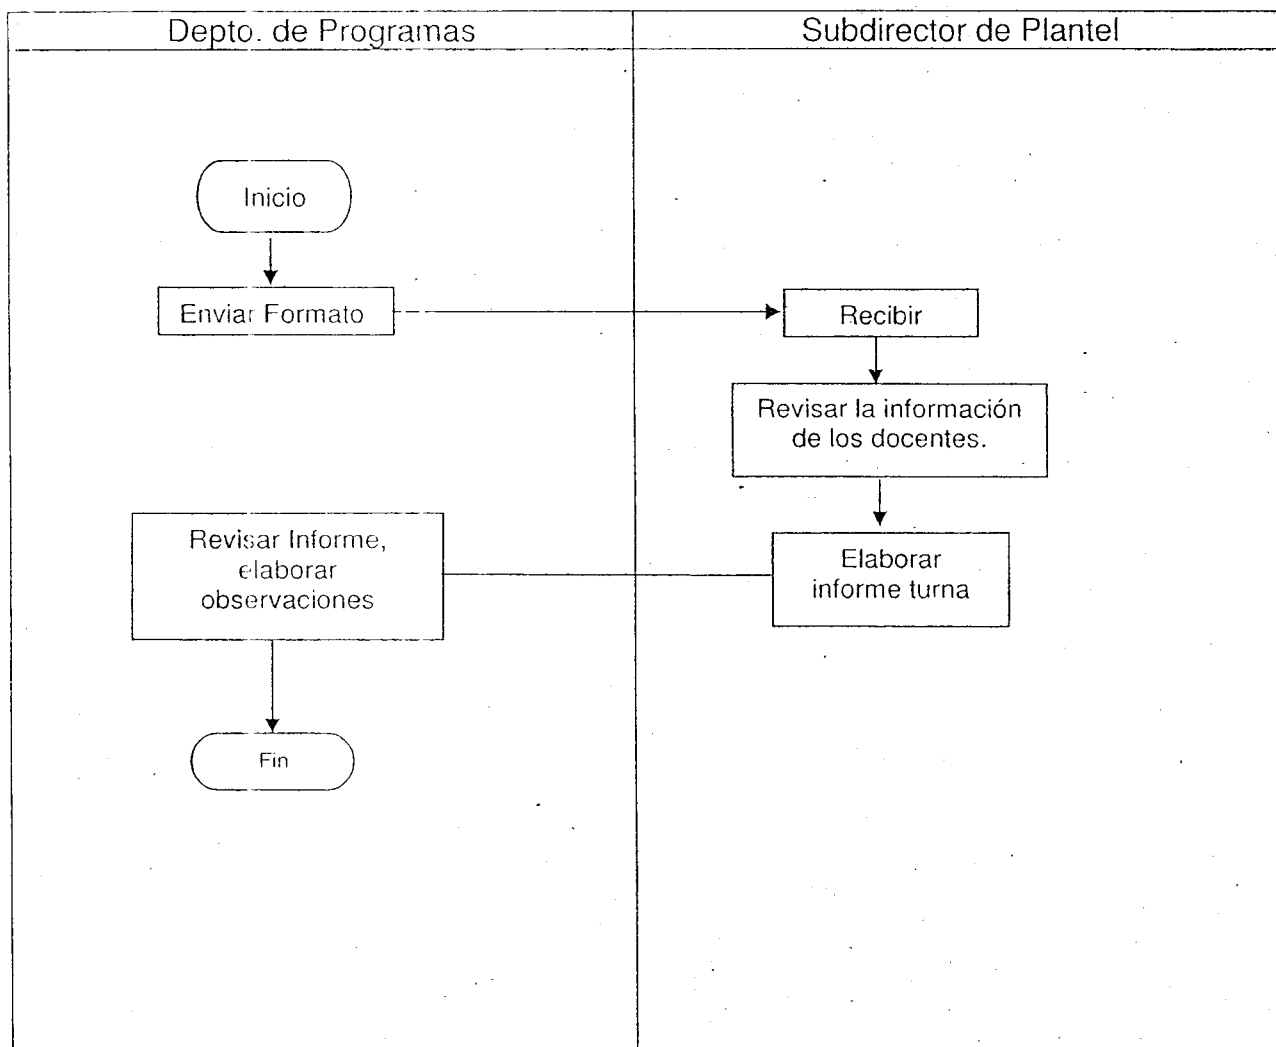 Depto. de Programas
Subdirector de Plantel
Inicio
Enviar Formato
Recibir
Revisar la información
de los docentes.
Elaborar
informe turna
Revisar Informe,
elaborar
observaciones
Fin